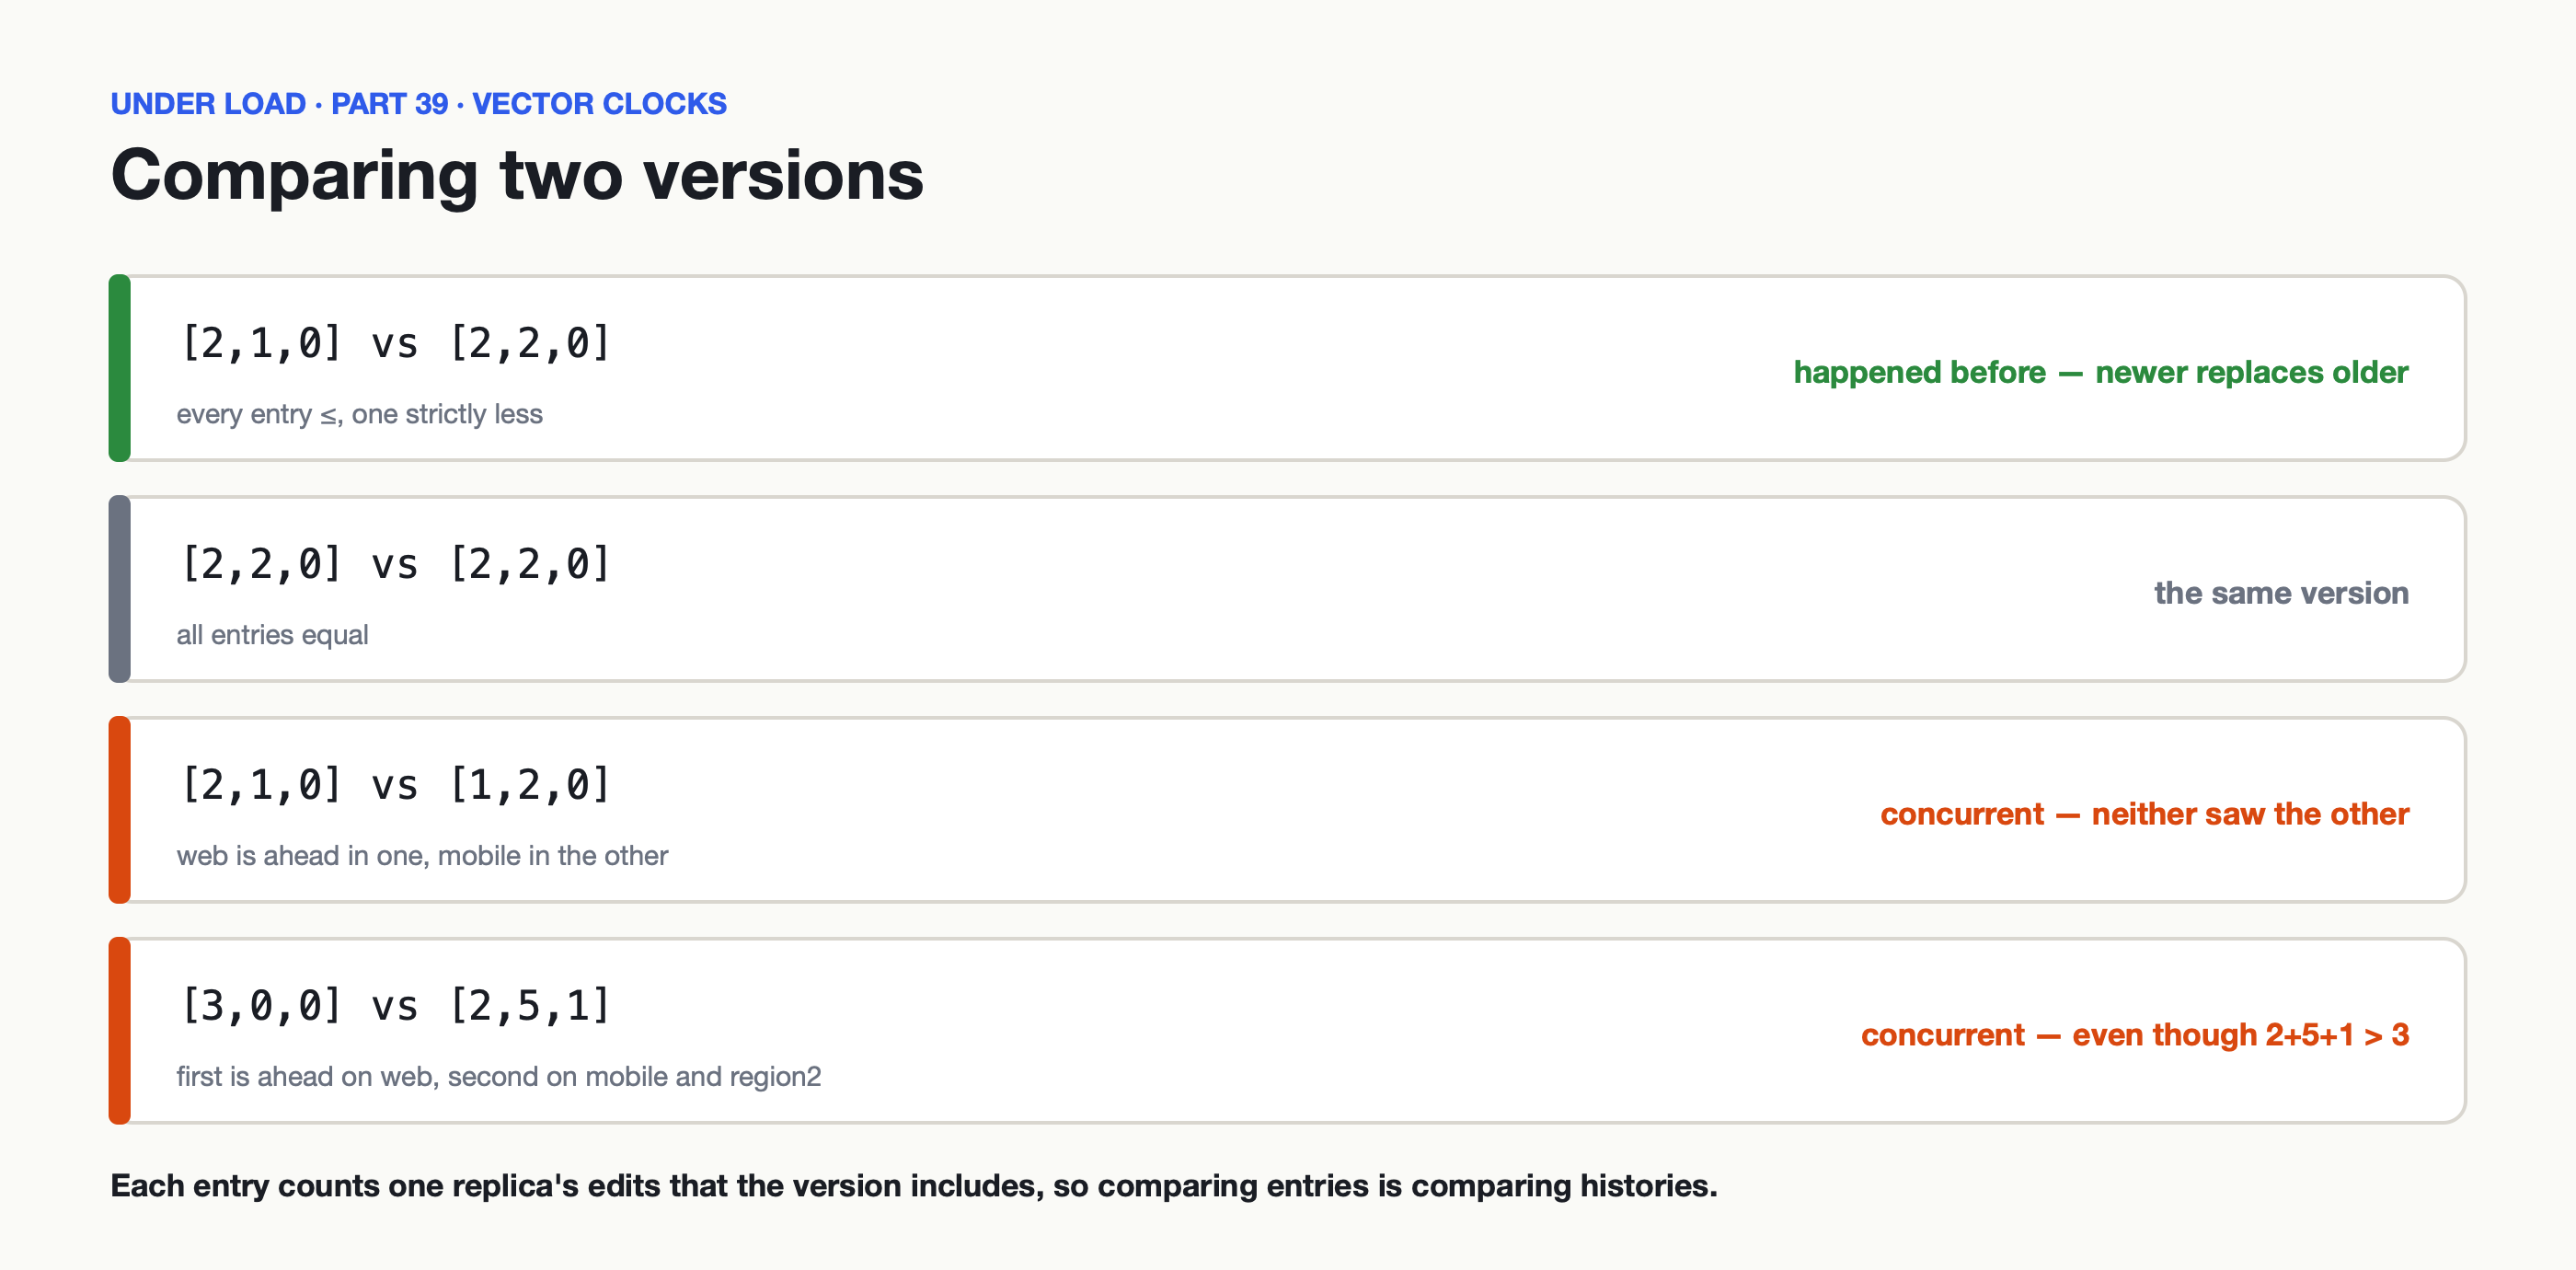 UNDER LOAD · PART 39 · VECTOR CLOCKS
Comparing two versions
[2,1,0] vs [2,2,0]
happened before — newer replaces older
every entry ≤, one strictly less
[2,2,0] vs [2,2,0]
the same version
all entries equal
[2,1,0] vs [1,2,0]
concurrent — neither saw the other
web is ahead in one, mobile in the other
[3,0,0] vs [2,5,1]
concurrent — even though 2+5+1 > 3
first is ahead on web, second on mobile and region2
Each entry counts one replica's edits that the version includes, so comparing entries is comparing histories.